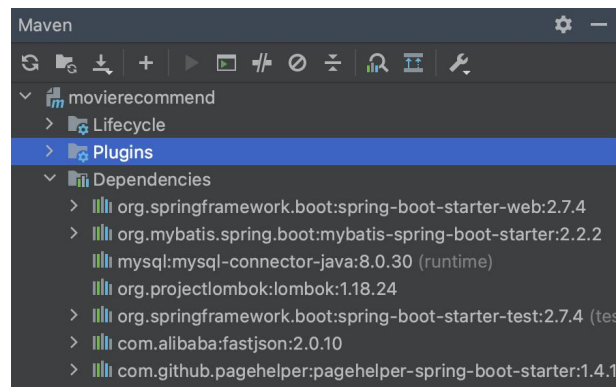 Maven
movierecommend
Lifecycle
Plugins
Dependencies
org.springframework.boot:spring-boot-starter-web:2.7.4
org.mybatis.spring.boot:mybatis-spring-boot-starter:2.2.2
mysql:mysql-connector-java:8.0.30 (runtime)
org.projectlombok:lombok:1.18.24
org.springframework.boot:spring-boot-starter-test:2.7.4 (tes
com.alibaba:fastjson:2.0.10
com.github.pagehelper:pagehelper-spring-boot-starter:1.4.1